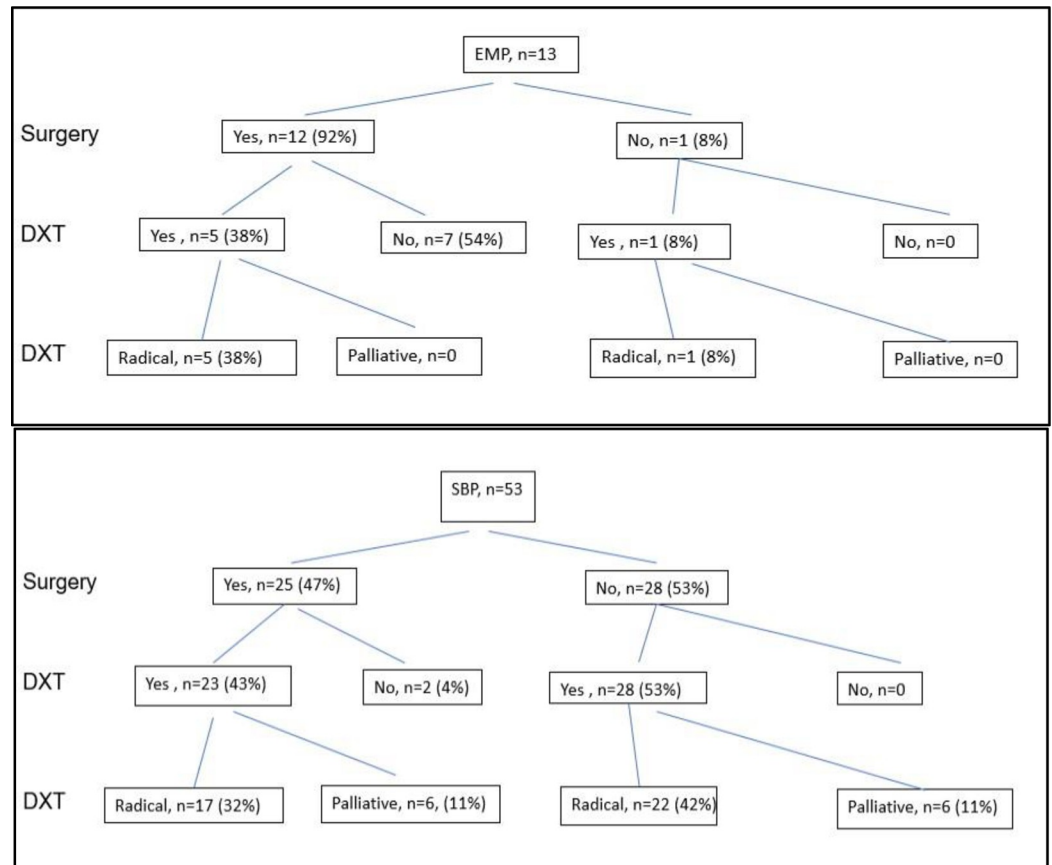 EMP, n=13
Surgery
Yes, n=12 (92%)
No, n=1 (8%)
DXT
Yes , n=5 (38%)
No, n=7 (54%)
Yes , n=1 (8%)
No, n=0
DXT
Radical, n=5 (38%)
Palliative, n=0
Radical, n=1 (8%)
Palliative, n=0
SBP, n=53
Surgery
Yes, n=25 (47%)
No, n=28 (53%)
DXT
Yes , n=23 (43%)
No, n=2 (4%)
Yes , n=28 (53%)
No, n=0
DXT
Radical, n=17 (32%)
Palliative, n=6, (11%)
Radical, n=22 (42%)
Palliative, n=6 (11%)